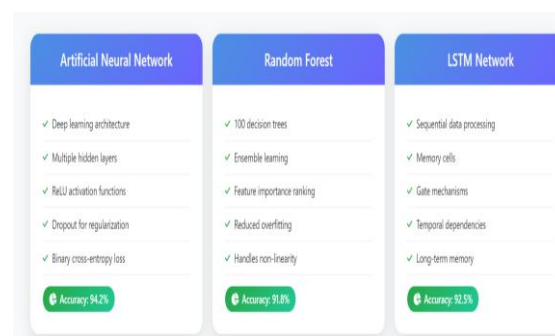 Artificial Neural Network
✓ Deep learning architecture
✓ Multiple hidden layers
✓ ReLU activation functions
✓ Dropout for regularization
✓ Binary cross-entropy loss
Accuracy: 94.2%
Random Forest
✓ 100 decision trees
✓ Ensemble learning
✓ Feature importance ranking
✓ Reduced overfitting
✓ Handles non-linearity
Accuracy: 91.8%
LSTM Network
✓ Sequential data processing
✓ Memory cells
✓ Gate mechanisms
✓ Temporal dependencies
✓ Long-term memory
Accuracy: 92.5%